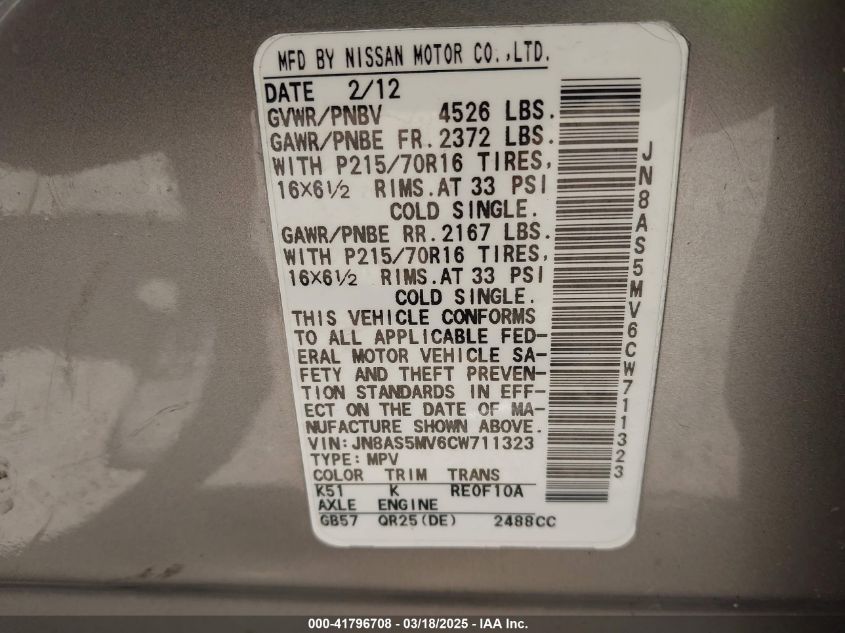 MFD BY NISSAN MOTOR CO.,LTD.
DATE 2/12
GVWR/PNBV 4526 LBS.
GAWR/PNBE FR.2372 LBS.
WITH P215/70R16 TIRES,
16X6½ RIMS.AT 33 PSI
COLD SINGLE.
GAWR/PNBE RR.2167 LBS.
WITH P215/70R16 TIRES,
16X6½ RIMS.AT 33 PSI
COLD SINGLE.
THIS VEHICLE CONFORMS
TO ALL APPLICABLE FED-
ERAL MOTOR VEHICLE SA-
FETY AND THEFT PREVEN-
TION STANDARDS IN EFF-
ECT ON THE DATE OF MA-
NUFACTURE SHOWN ABOVE.
VIN:JN8AS5MV6CW711323
TYPE:MPV
COLOR TRIM TRANS
K51 K RE0F10A
AXLE ENGINE
GB57 QR25(DE) 2488CC
JN8AS5MV6CW711323
000-41796708 - 03/18/2025 - IAA Inc.